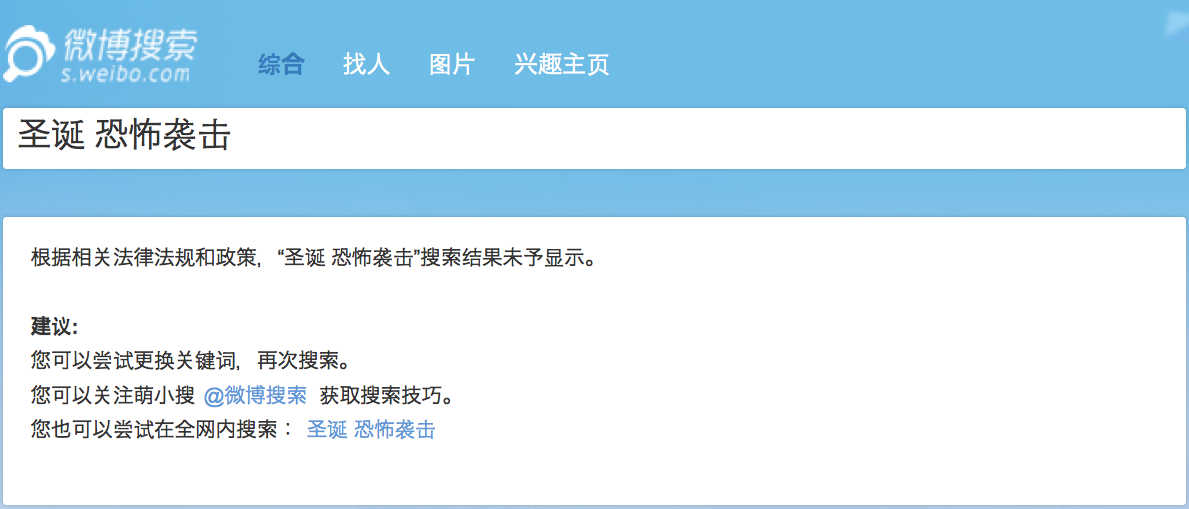 微博搜索
s.weibo.com
综合 找人 图片 兴趣主页
圣诞 恐怖袭击
根据相关法律法规和政策，“圣诞 恐怖袭击”搜索结果未予显示。
建议:
您可以尝试更换关键词，再次搜索。
您可以关注萌小搜 @微博搜索 获取搜索技巧。
您也可以尝试在全网内搜索： 圣诞 恐怖袭击